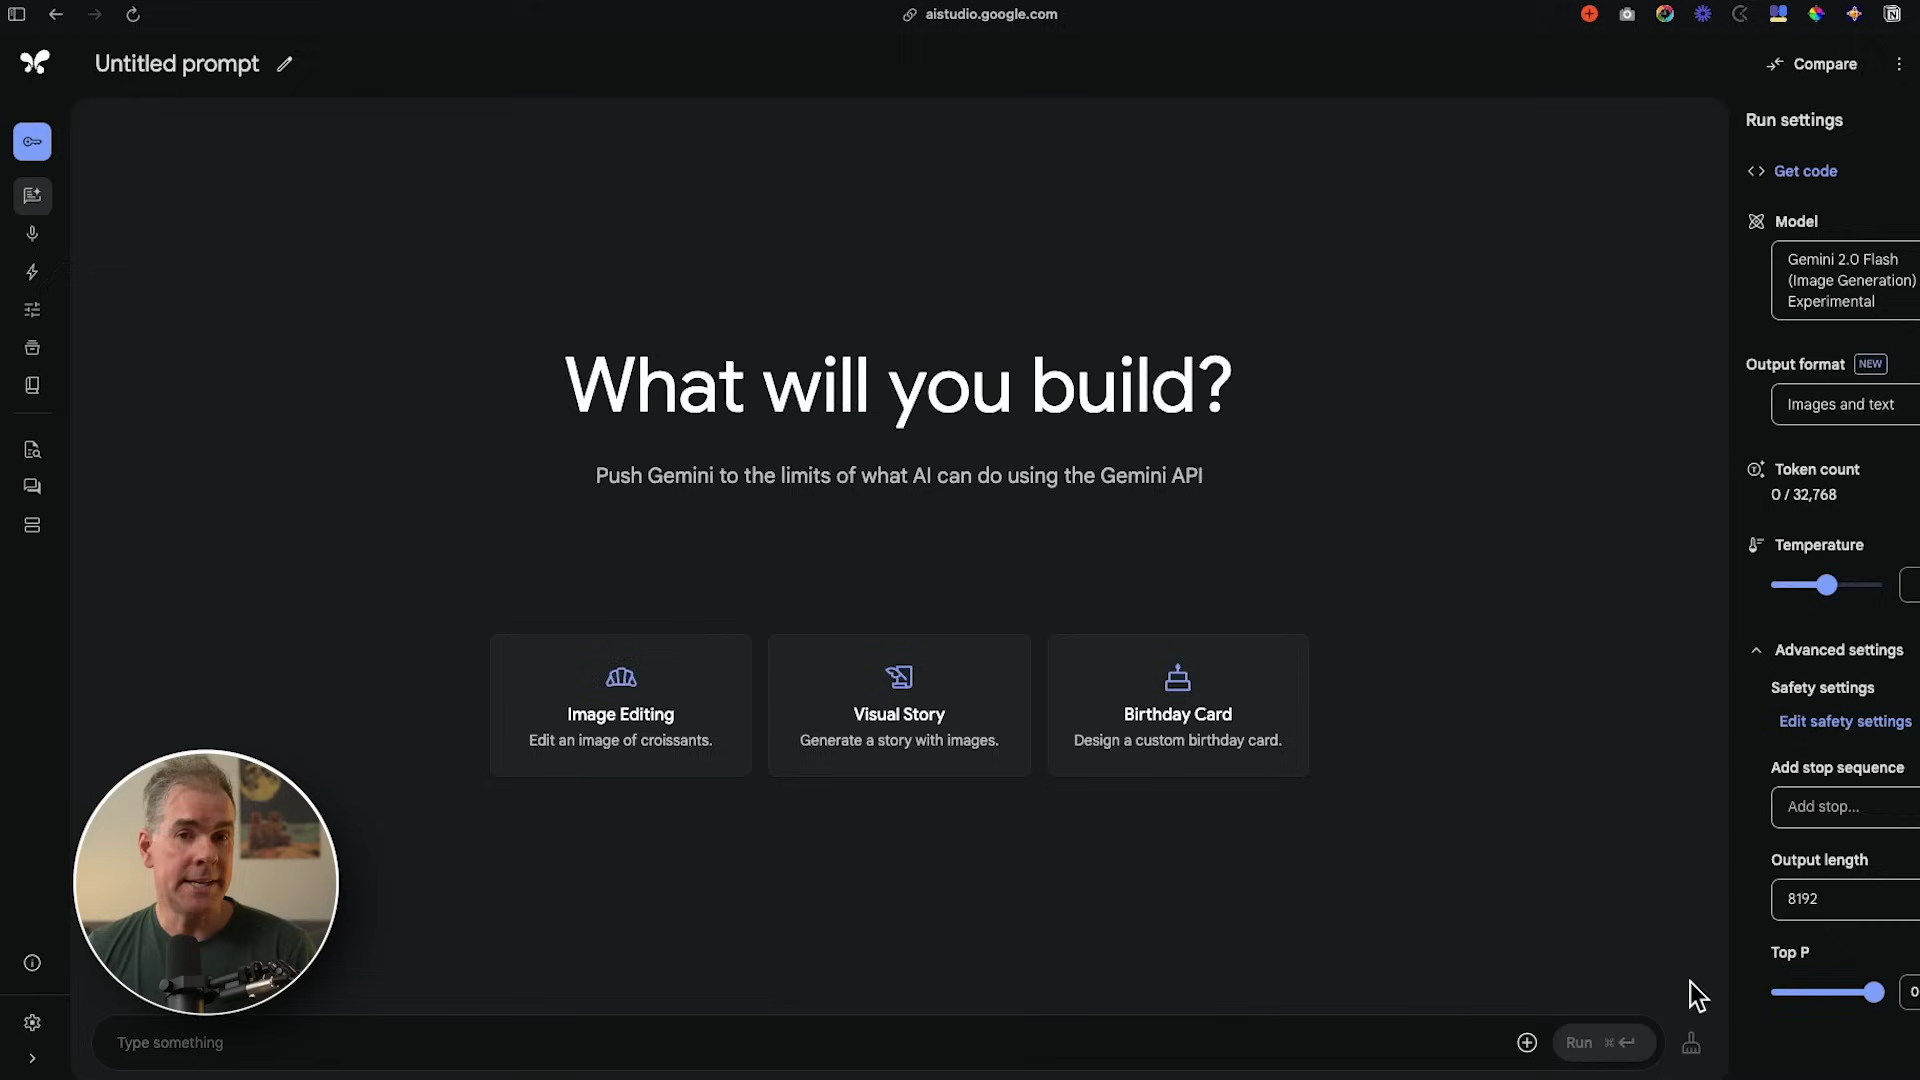 aistudio.google.com
Untitled prompt
Compare
Run settings
Get code
Model
Gemini 2.0 Flash
(Image Generation)
Experimental
Output format NEW
Images and text
Token count
0 / 32,768
Temperature
Advanced settings
Safety settings
Edit safety settings
Add stop sequence
Add stop...
Output length
8192
Top P
0
What will you build?
Push Gemini to the limits of what AI can do using the Gemini API
Image Editing
Edit an image of croissants.
Visual Story
Generate a story with images.
Birthday Card
Design a custom birthday card.
Type something
Run ⌘↵